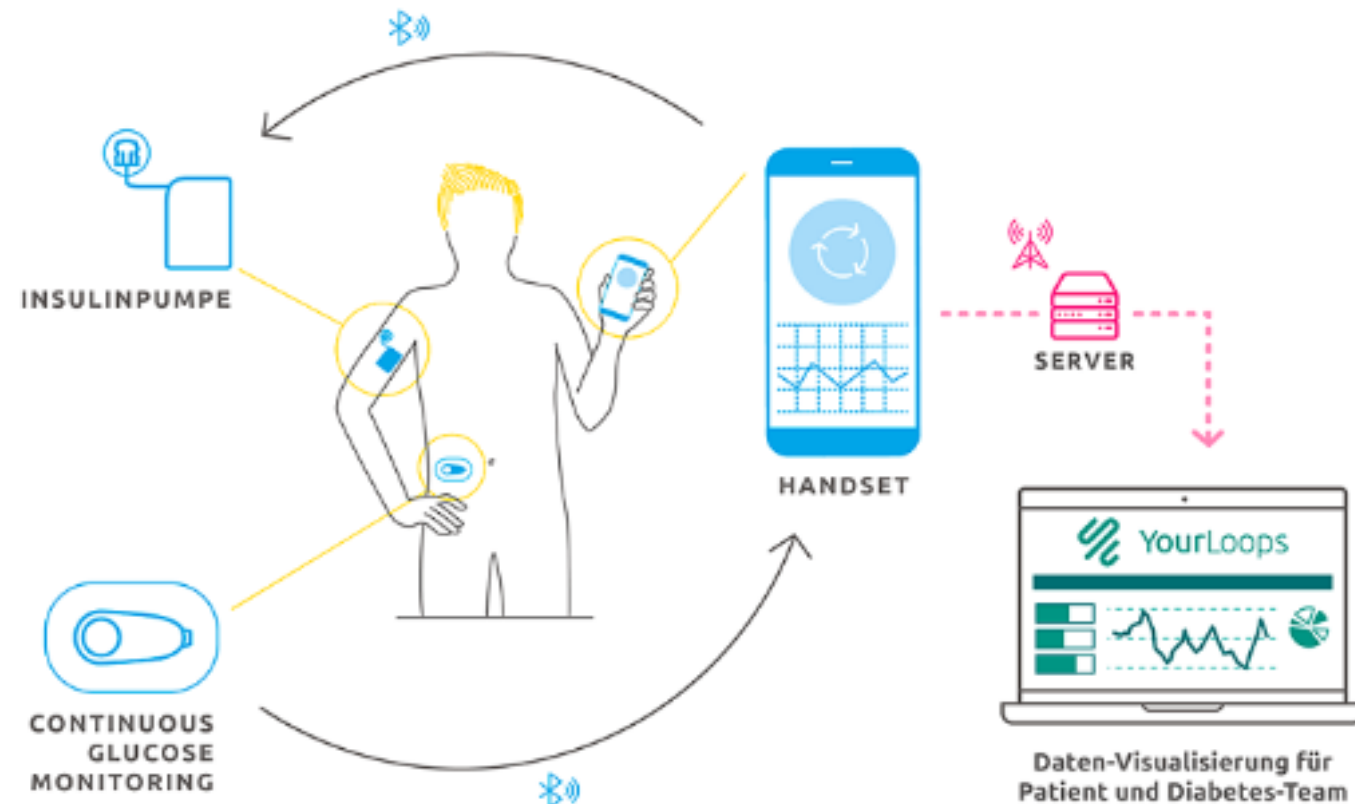 INSULINPUMPE
SERVER
HANDSET
YourLoops
CONTINUOUS
GLUCOSE
MONITORING
Daten-Visualisierung für
Patient und Diabetes-Team